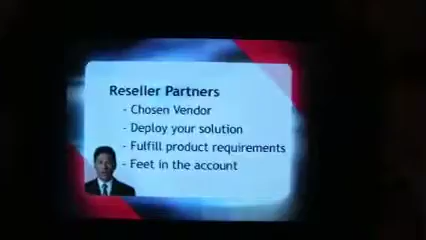 Reseller Partners
- Chosen Vendor
- Deploy your solution
- Fulfill product requirements
- Feet in the account